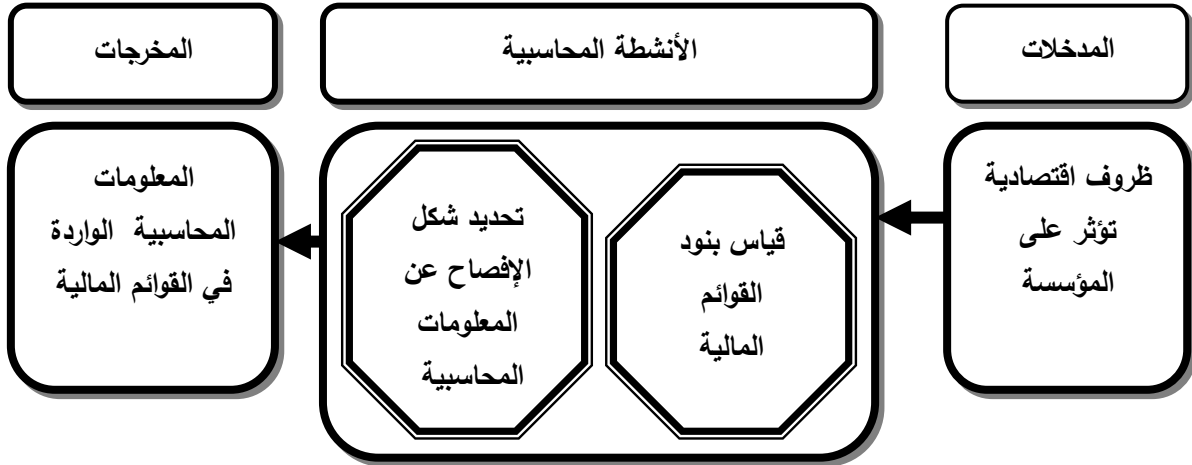 المدخلات
الأنشطة المحاسبية
المخرجات
ظروف اقتصادية
تؤثر على
المؤسسة
قياس بنود
القوائم
المالية
تحديد شكل
الإفصاح عن
المعلومات
المحاسبية
المعلومات
المحاسبية الواردة
في القوائم المالية